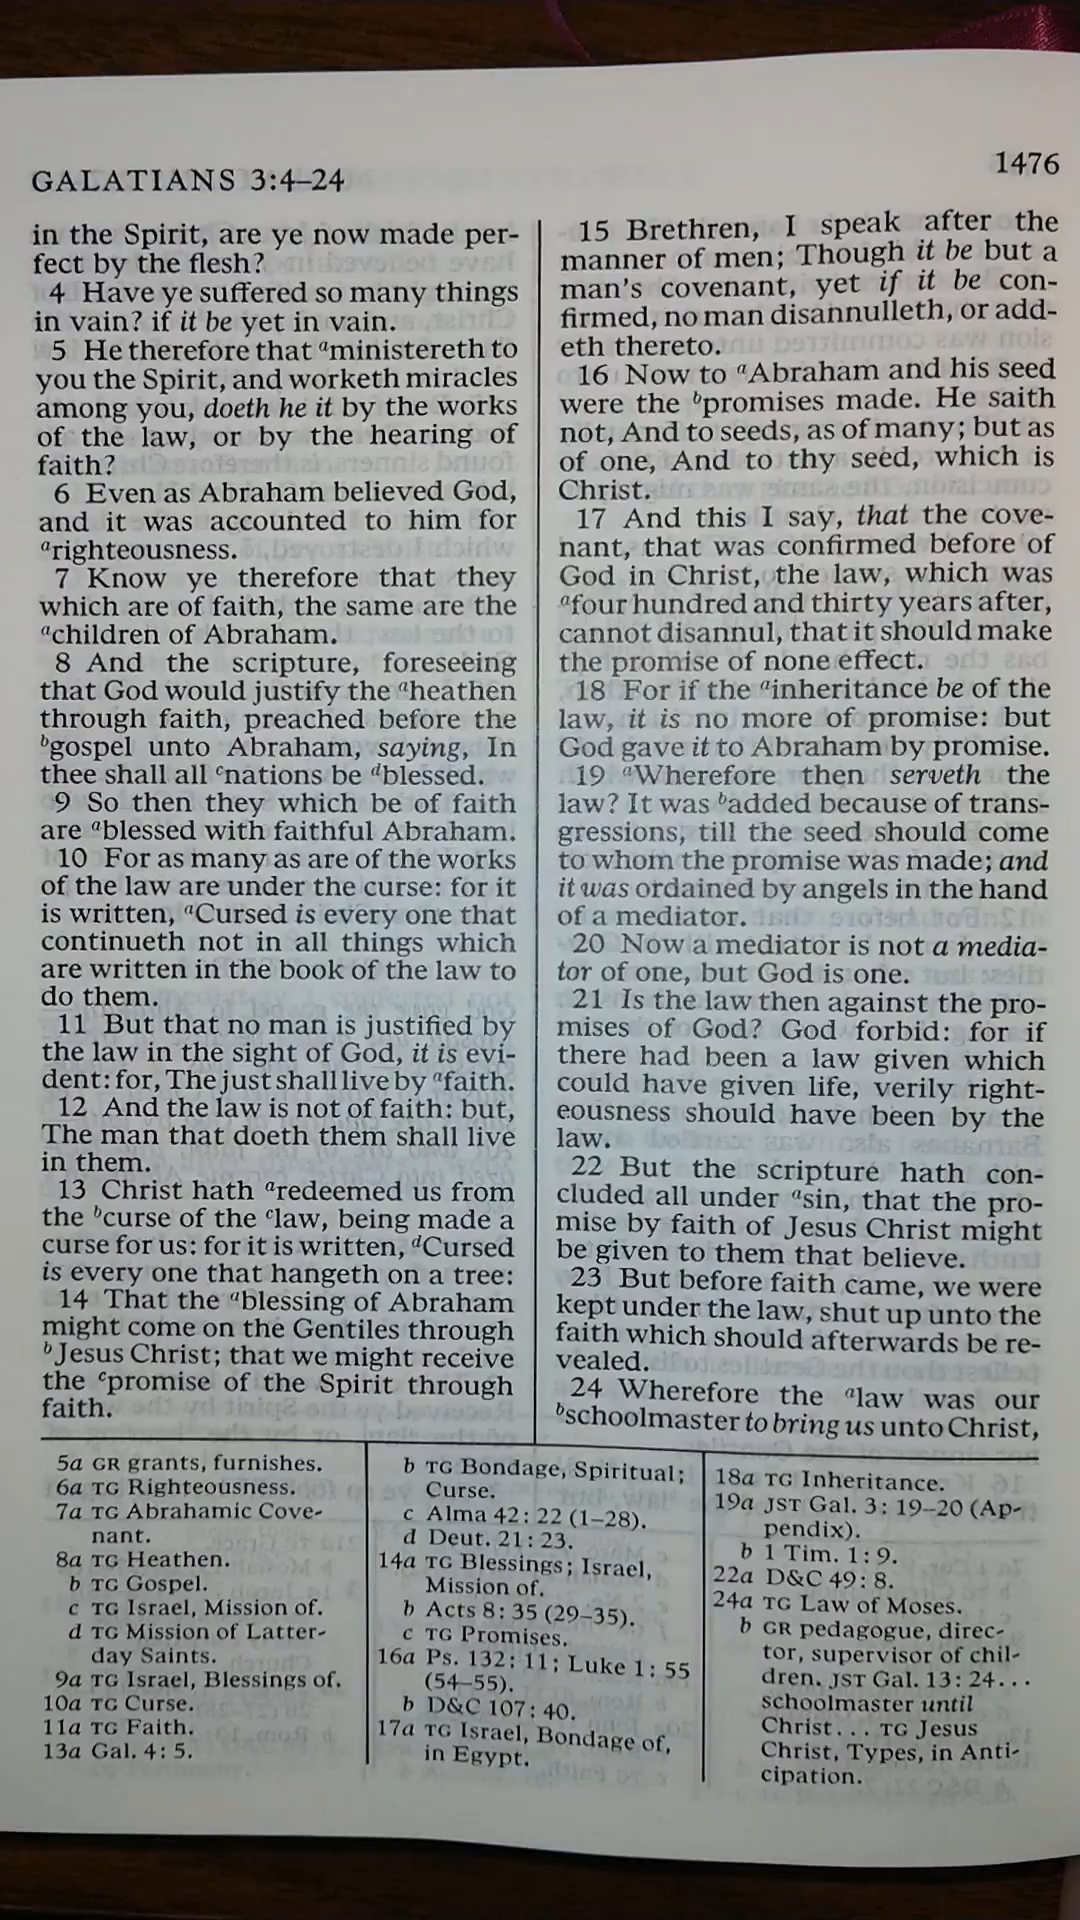 GALATIANS 3:4–24
1476
in the Spirit, are ye now made per-
fect by the flesh?
4 Have ye suffered so many things
in vain? if it be yet in vain.
5 He therefore that aministereth to
you the Spirit, and worketh miracles
among you, doeth he it by the works
of the law, or by the hearing of
faith?
6 Even as Abraham believed God,
and it was accounted to him for
arighteousness.
7 Know ye therefore that they
which are of faith, the same are the
achildren of Abraham.
8 And the scripture, foreseeing
that God would justify the aheathen
through faith, preached before the
bgospel unto Abraham, saying, In
thee shall all cnations be dblessed.
9 So then they which be of faith
are ablessed with faithful Abraham.
10 For as many as are of the works
of the law are under the curse: for it
is written, aCursed is every one that
continueth not in all things which
are written in the book of the law to
do them.
11 But that no man is justified by
the law in the sight of God, it is evi-
dent: for, The just shall live by afaith.
12 And the law is not of faith: but,
The man that doeth them shall live
in them.
13 Christ hath aredeemed us from
the bcurse of the claw, being made a
curse for us: for it is written, dCursed
is every one that hangeth on a tree:
14 That the ablessing of Abraham
might come on the Gentiles through
bJesus Christ; that we might receive
the cpromise of the Spirit through
faith.
15 Brethren, I speak after the
manner of men; Though it be but a
man's covenant, yet if it be con-
firmed, no man disannulleth, or add-
eth thereto.
16 Now to aAbraham and his seed
were the bpromises made. He saith
not, And to seeds, as of many; but as
of one, And to thy seed, which is
Christ.
17 And this I say, that the cove-
nant, that was confirmed before of
God in Christ, the law, which was
afour hundred and thirty years after,
cannot disannul, that it should make
the promise of none effect.
18 For if the ainheritance be of the
law, it is no more of promise: but
God gave it to Abraham by promise.
19 aWherefore then serveth the
law? It was badded because of trans-
gressions, till the seed should come
to whom the promise was made; and
it was ordained by angels in the hand
of a mediator.
20 Now a mediator is not a media-
tor of one, but God is one.
21 Is the law then against the pro-
mises of God? God forbid: for if
there had been a law given which
could have given life, verily right-
eousness should have been by the
law.
22 But the scripture hath con-
cluded all under asin, that the pro-
mise by faith of Jesus Christ might
be given to them that believe.
23 But before faith came, we were
kept under the law, shut up unto the
faith which should afterwards be re-
vealed.
24 Wherefore the alaw was our
bschoolmaster to bring us unto Christ,
5a GR grants, furnishes.
6a TG Righteousness.
7a TG Abrahamic Cove-
nant.
8a TG Heathen.
b TG Gospel.
c TG Israel, Mission of.
d TG Mission of Latter-
day Saints.
9a TG Israel, Blessings of.
10a TG Curse.
11a TG Faith.
13a Gal. 4: 5.
b TG Bondage, Spiritual;
Curse.
c Alma 42: 22 (1–28).
d Deut. 21: 23.
14a TG Blessings; Israel,
Mission of.
b Acts 8: 35 (29–35).
c TG Promises.
16a Ps. 132: 11; Luke 1: 55
(54–55).
b D&C 107: 40.
17a TG Israel, Bondage of,
in Egypt.
18a TG Inheritance.
19a JST Gal. 3: 19–20 (Ap-
pendix).
b 1 Tim. 1: 9.
22a D&C 49: 8.
24a TG Law of Moses.
b GR pedagogue, direc-
tor, supervisor of chil-
dren. JST Gal. 13: 24...
schoolmaster until
Christ... TG Jesus
Christ, Types, in Anti-
cipation.